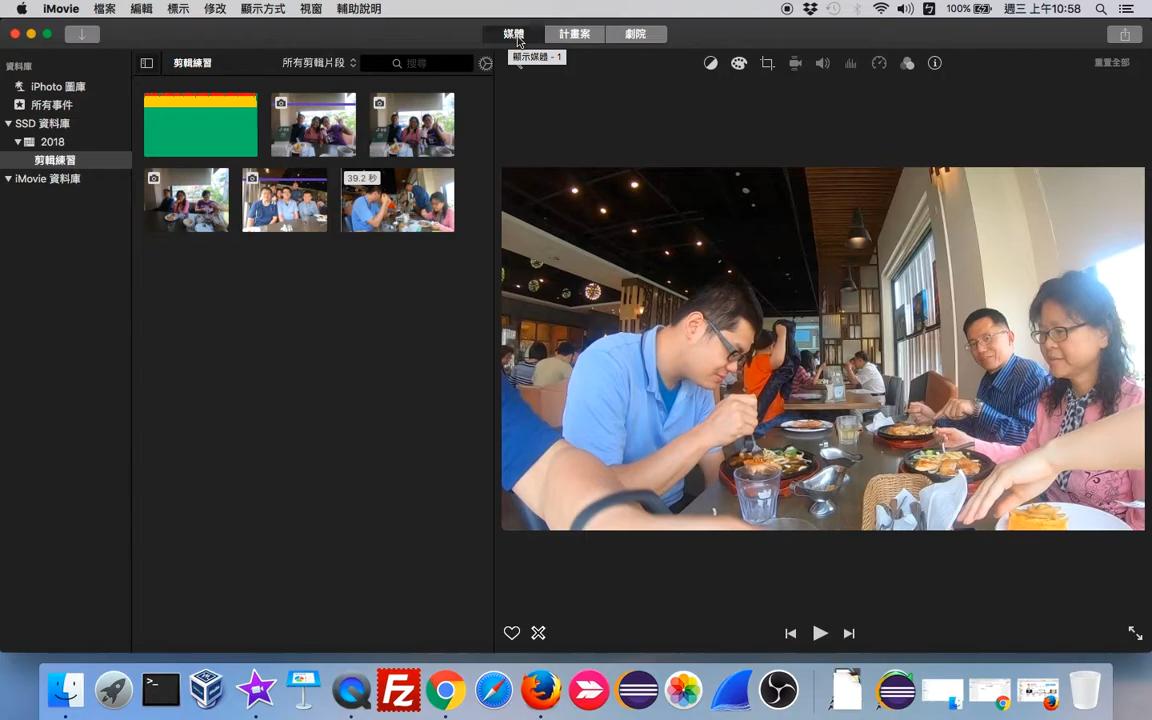 iMovie 檔案 編輯 標示 修改 顯示方式 視窗 輔助說明 100% 週三 上午10:58
媒體 計畫案 劇院
顯示媒體 - 1
資料庫 剪輯練習 所有剪輯片段 搜尋 重置全部
iPhoto 圖庫
所有事件
SSD 資料庫
2018
剪輯練習
iMovie 資料庫
39.2 秒